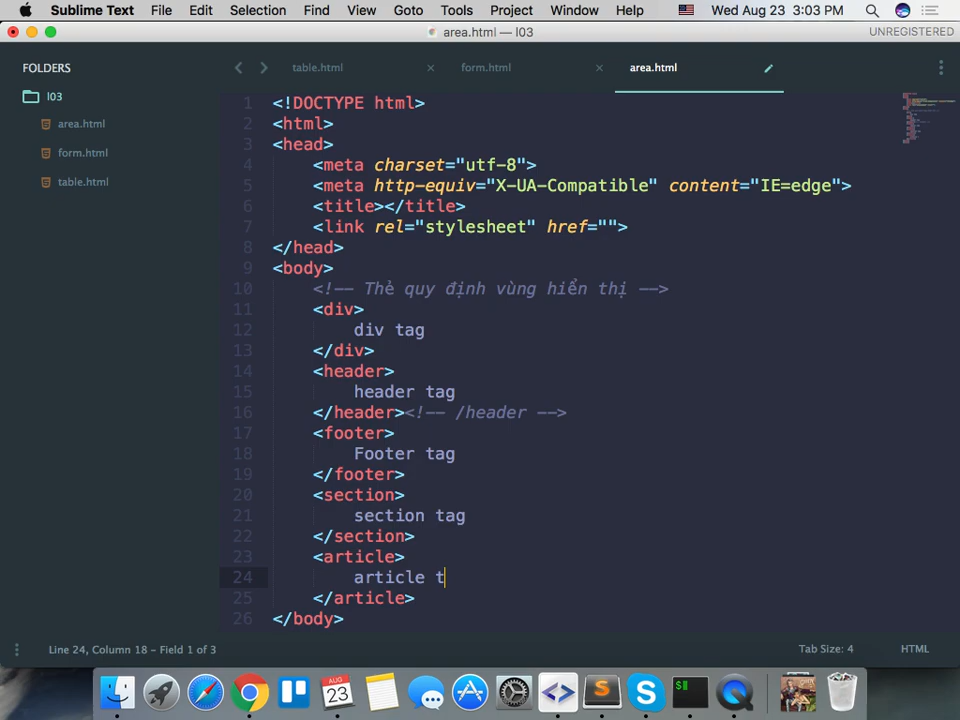 Sublime Text File Edit Selection Find View Goto Tools Project Window Help Wed Aug 23 3:03 PM
area.html — l03 UNREGISTERED
FOLDERS
l03
area.html
form.html
table.html
table.html × form.html × area.html
1 <!DOCTYPE html>
2 <html>
3 <head>
4 <meta charset="utf-8">
5 <meta http-equiv="X-UA-Compatible" content="IE=edge">
6 <title></title>
7 <link rel="stylesheet" href="">
8 </head>
9 <body>
10 <!-- Thẻ quy định vùng hiển thị -->
11 <div>
12 div tag
13 </div>
14 <header>
15 header tag
16 </header><!-- /header -->
17 <footer>
18 Footer tag
19 </footer>
20 <section>
21 section tag
22 </section>
23 <article>
24 article t
25 </article>
26 </body>
Line 24, Column 18 – Field 1 of 3 Tab Size: 4 HTML
AUG
23